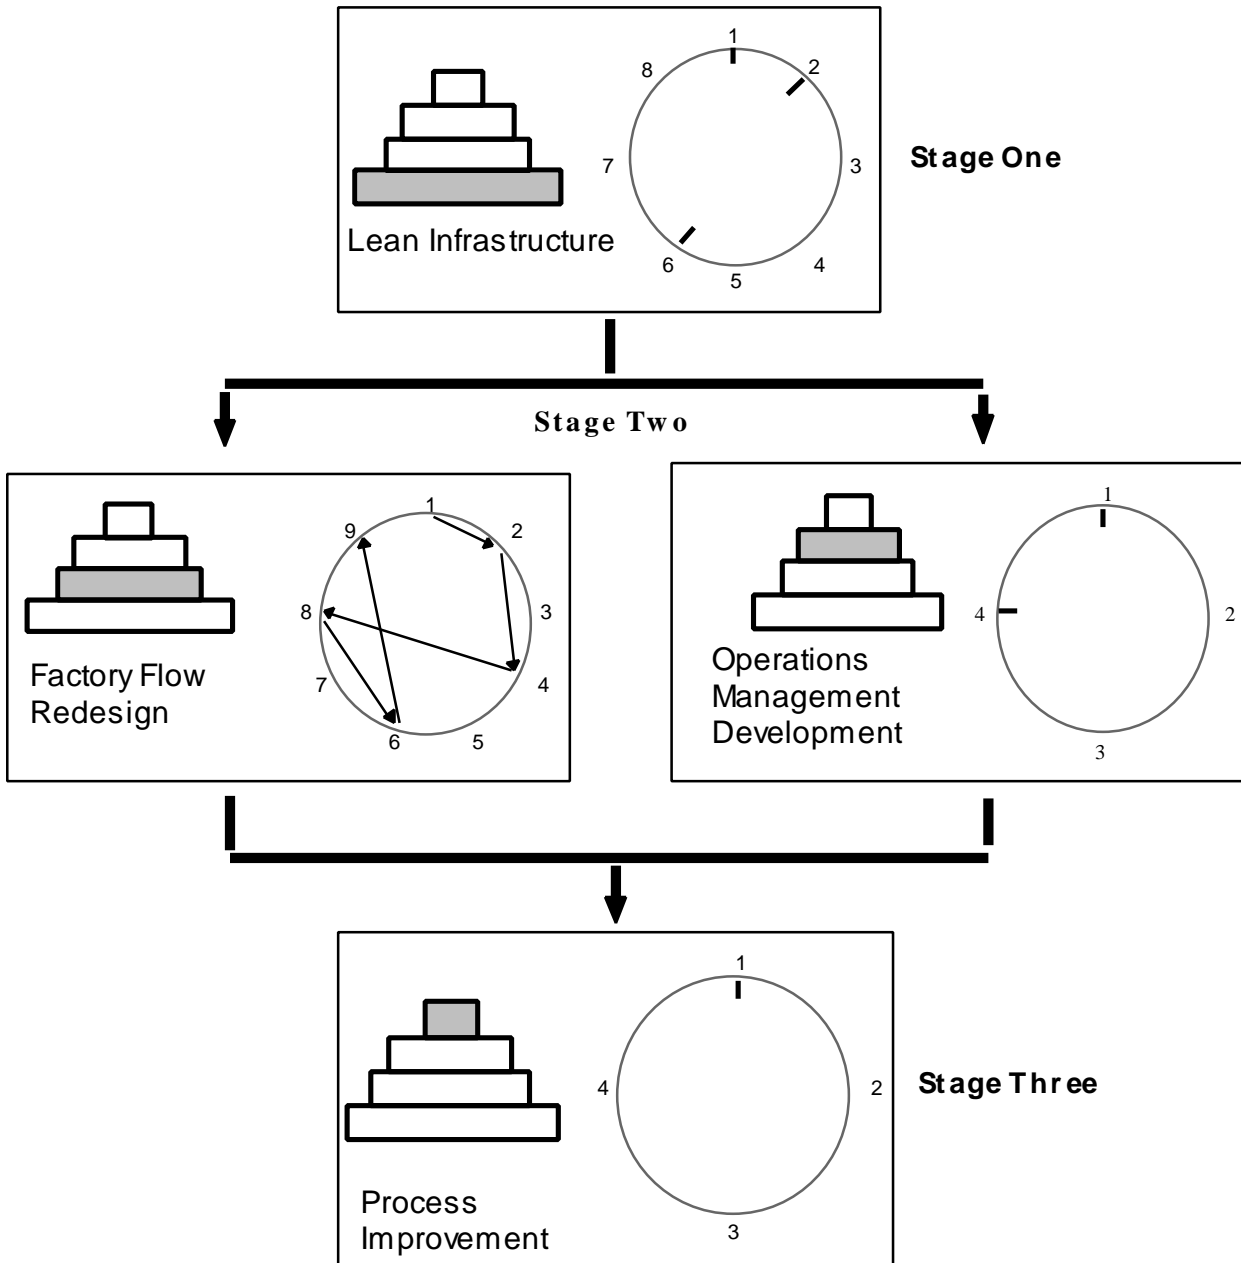 1
2
3
4
5
6
7
8
Lean Infrastructure
Stage One
Stage Two
1
2
3
4
5
6
7
8
9
Factory Flow
Redesign
1
2
3
4
Operations
Management
Development
1
2
3
4
Stage Three
Process
Improvement